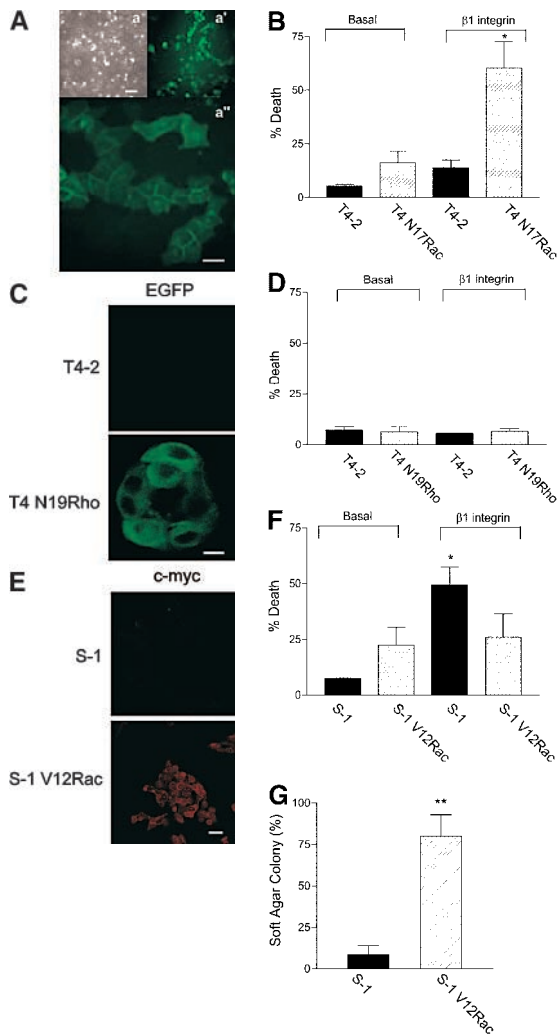 A
a
a'
a"
B
Basal
β1 integrin
*
75
50
25
0
% Death
T4-2
T4 N17Rac
T4-2
T4 N17Rac
C
EGFP
T4-2
T4 N19Rho
D
Basal
β1 integrin
75
50
25
0
% Death
T4-2
T4 N19Rho
T4-2
T4 N19Rho
E
c-myc
S-1
S-1 V12Rac
F
Basal
β1 integrin
*
75
50
25
0
% Death
S-1
S-1 V12Rac
S-1
S-1 V12Rac
G
**
100
75
50
25
0
Soft Agar Colony (%)
S-1
S-1 V12Rac